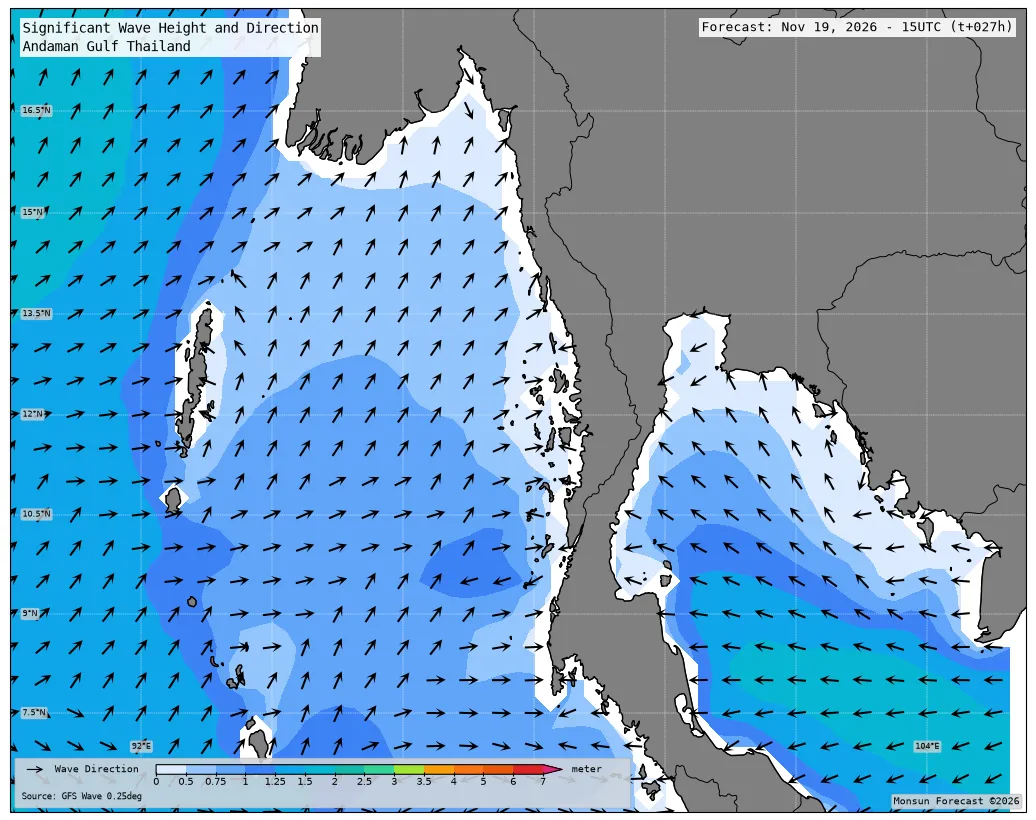 Significant Wave Height and Direction
Andaman Gulf Thailand
Forecast: Nov 19, 2026 - 15UTC (t+027h)
16.5°N
15°N
13.5°N
12°N
10.5°N
9°N
7.5°N
92°E
104°E
Wave Direction
0 0.5 0.75 1 1.25 1.5 2 2.5 3 3.5 4 5 6 7
meter
Source: GFS Wave 0.25deg
Monsun Forecast ©2026